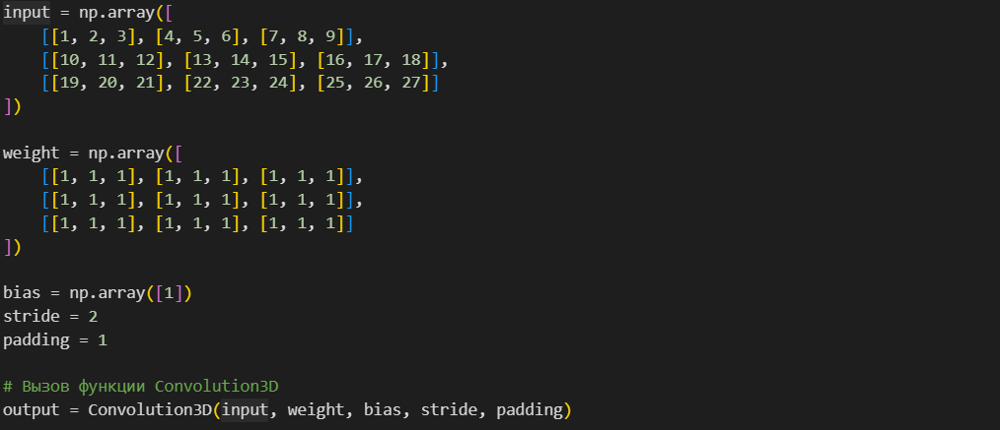 input = np.array([
    [[1, 2, 3], [4, 5, 6], [7, 8, 9]],
    [[10, 11, 12], [13, 14, 15], [16, 17, 18]],
    [[19, 20, 21], [22, 23, 24], [25, 26, 27]]
])
weight = np.array([
    [[1, 1, 1], [1, 1, 1], [1, 1, 1]],
    [[1, 1, 1], [1, 1, 1], [1, 1, 1]],
    [[1, 1, 1], [1, 1, 1], [1, 1, 1]]
])
bias = np.array([1])
stride = 2
padding = 1
# Вызов функции Convolution3D
output = Convolution3D(input, weight, bias, stride, padding)